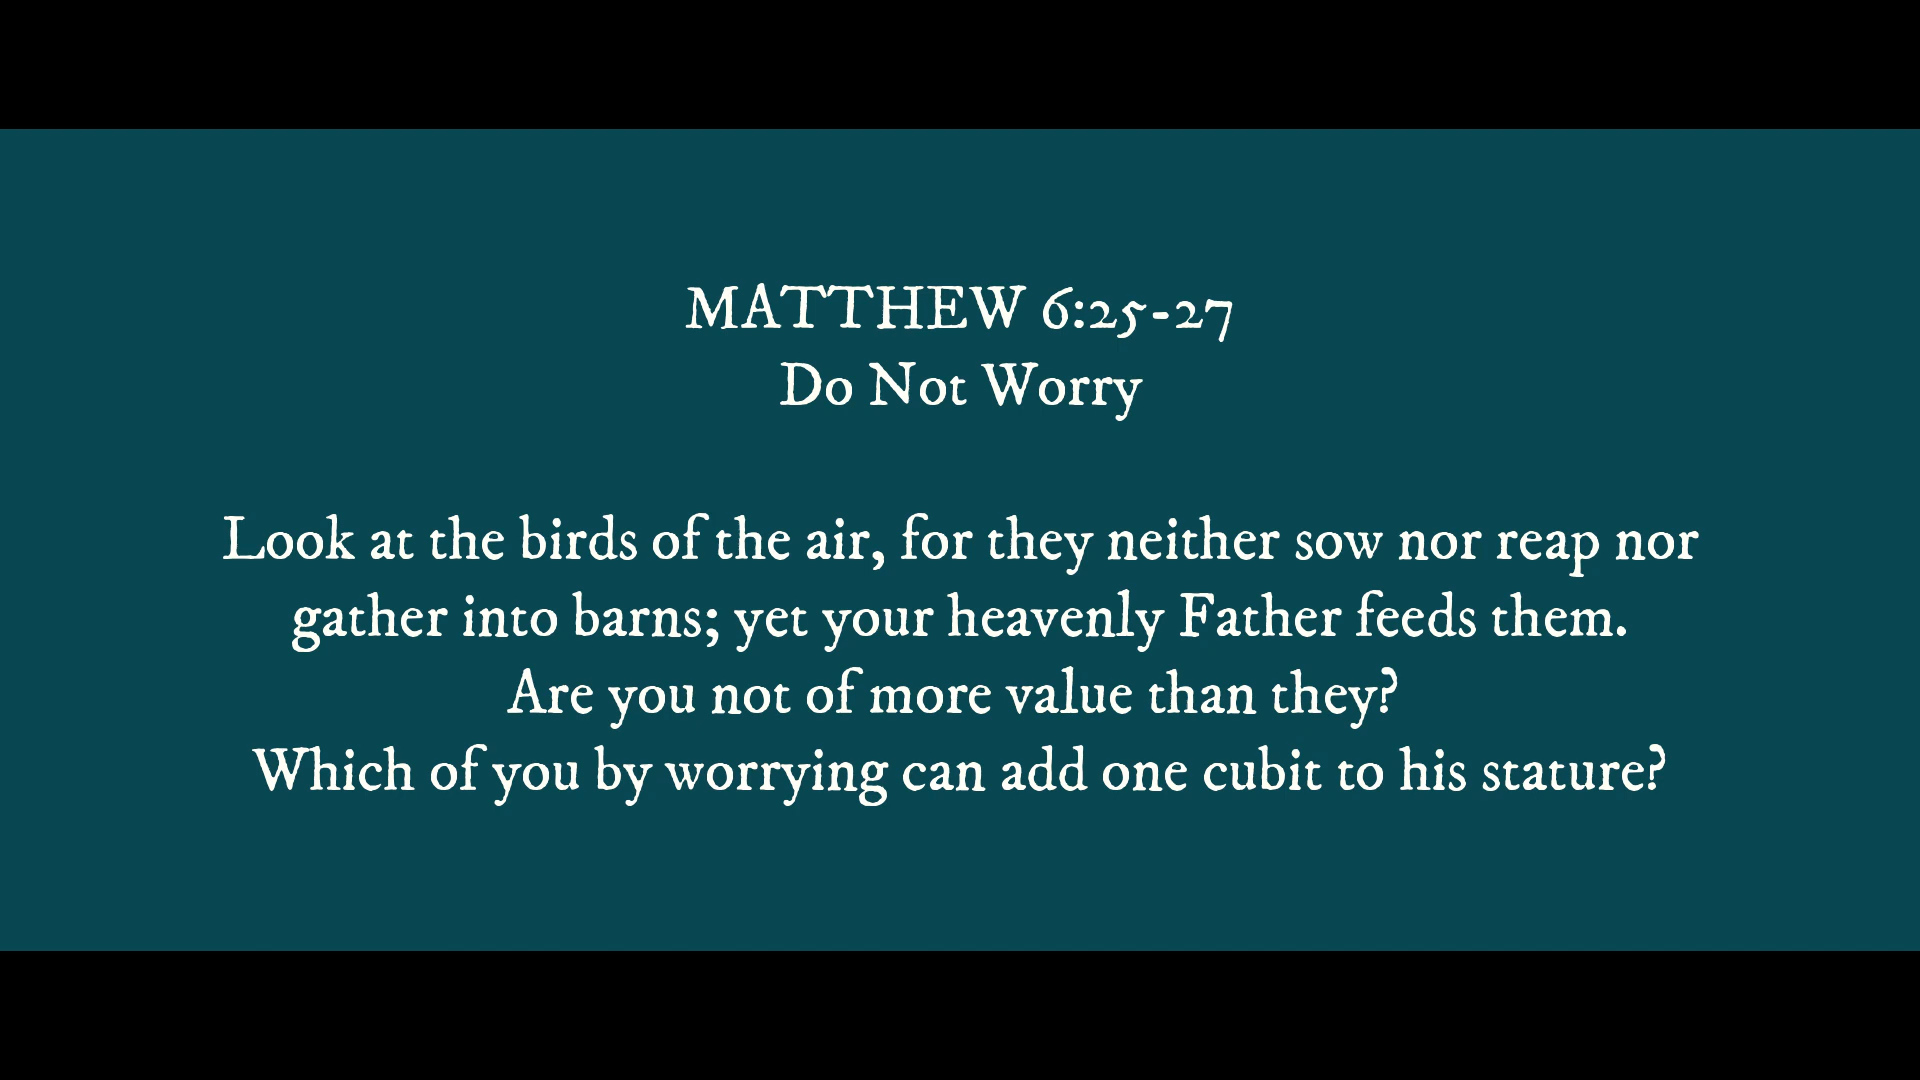 MATTHEW 6:25-27
Do Not Worry
Look at the birds of the air, for they neither sow nor reap nor
gather into barns; yet your heavenly Father feeds them.
Are you not of more value than they?
Which of you by worrying can add one cubit to his stature?